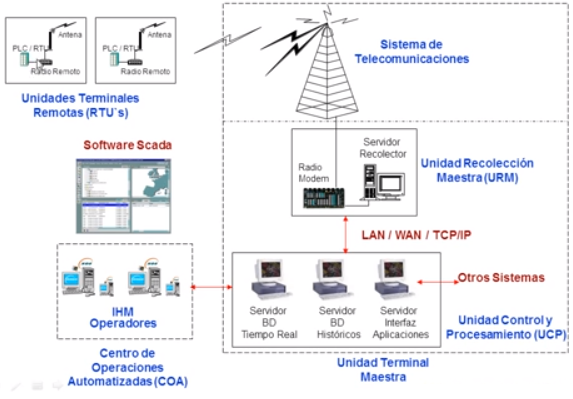 Antena
PLC / RTU
Radio Remoto
Antena
PLC / RTU
Radio Remoto
Unidades Terminales
Remotas (RTU`s)
Sistema de
Telecomunicaciones
Software Scada
Radio
Modem
Servidor
Recolector
Unidad Recolección
Maestra (URM)
LAN / WAN / TCP/IP
IHM
Operadores
Centro de
Operaciones
Automatizadas (COA)
Servidor
BD
Tiempo Real
Servidor
BD
Históricos
Servidor
Interfaz
Aplicaciones
Otros Sistemas
Unidad Control y
Procesamiento (UCP)
Unidad Terminal
Maestra